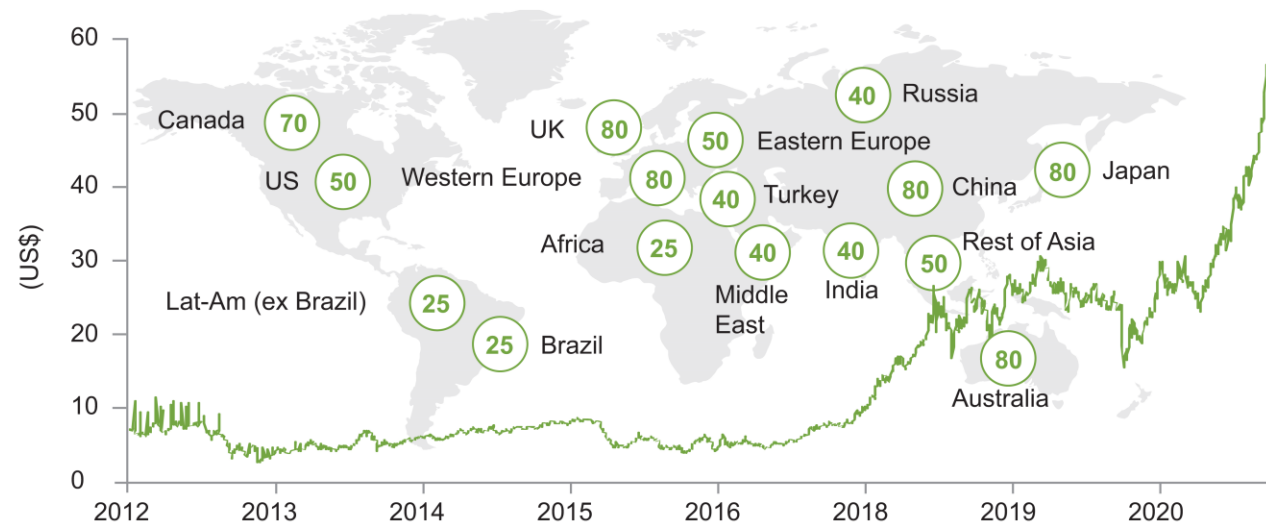 60
50
40
30
20
10
0
(US$)
Canada
70
US
50
Lat-Am (ex Brazil)
25
25
Brazil
UK
80
Western Europe
80
50
Eastern Europe
40
Turkey
Africa
25
40
Middle
East
40
Russia
80
China
80
Japan
40
India
Rest of Asia
50
80
Australia
2012
2013
2014
2015
2016
2018
2019
2020